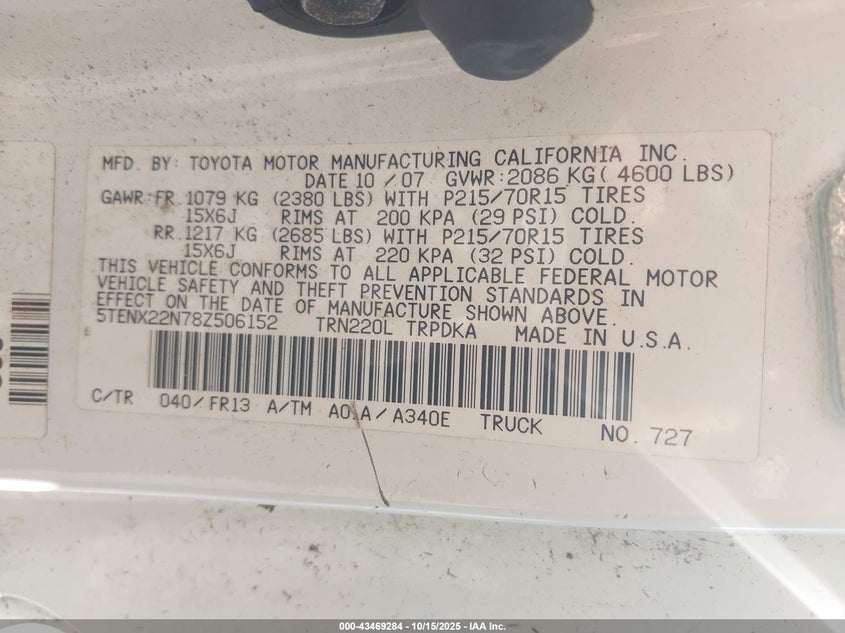 MFD. BY: TOYOTA MOTOR MANUFACTURING CALIFORNIA INC.
DATE 10 / 07 GVWR: 2086 KG ( 4600 LBS)
GAWR:FR. 1079 KG (2380 LBS) WITH P215/70R15 TIRES
15X6J RIMS AT 200 KPA (29 PSI) COLD.
RR. 1217 KG (2685 LBS) WITH P215/70R15 TIRES
15X6J RIMS AT 220 KPA (32 PSI) COLD.
THIS VEHICLE CONFORMS TO ALL APPLICABLE FEDERAL MOTOR
VEHICLE SAFETY AND THEFT PREVENTION STANDARDS IN
EFFECT ON THE DATE OF MANUFACTURE SHOWN ABOVE.
5TENX22N78Z506152 TRN220L TRPDKA MADE IN U.S.A.
C/TR 040/FR13 A/TM A01A/A340E TRUCK NO. 727
000-43469284 - 10/15/2025 - IAA Inc.